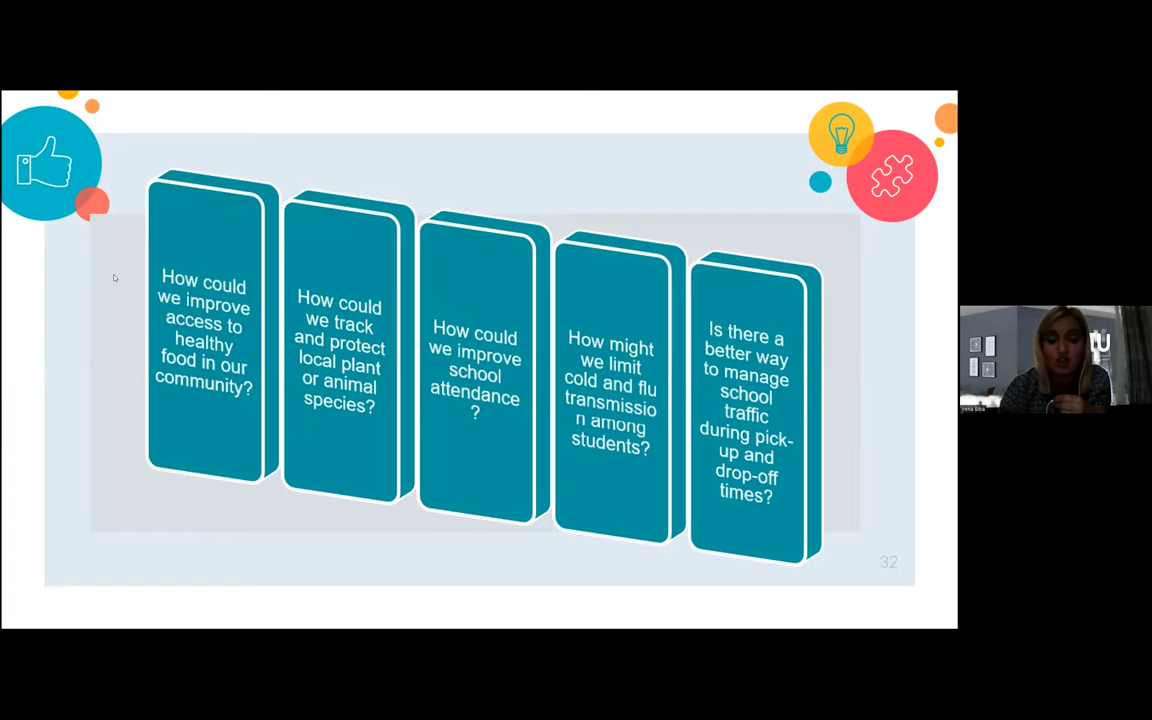 How could
we improve
access to
healthy
food in our
community?
How could
we track
and protect
local plant
or animal
species?
How could
we improve
school
attendance
?
How might
we limit
cold and flu
transmissio
n among
students?
Is there a
better way
to manage
school
traffic
during pick-
up and
drop-off
times?
32